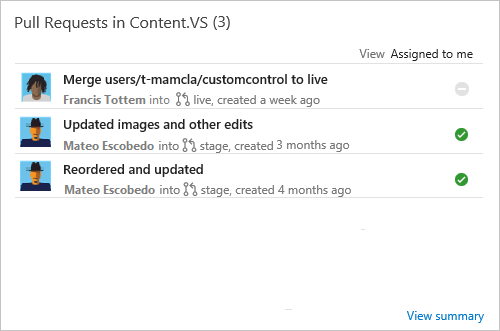 Pull Requests in Content.VS (3)
View Assigned to me
Merge users/t-mamcla/customcontrol to live
Francis Tottem into live, created a week ago
Updated images and other edits
Mateo Escobedo into stage, created 3 months ago
Reordered and updated
Mateo Escobedo into stage, created 4 months ago
View summary